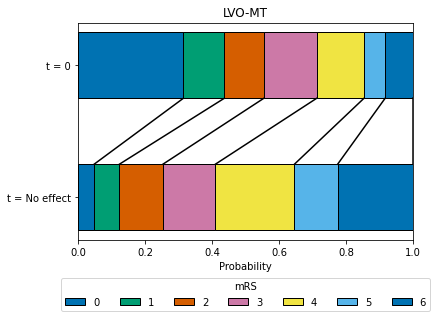 LVO-MT
t = 0
t = No effect
0.0 0.2 0.4 0.6 0.8 1.0
Probability
mRS
0 1 2 3 4 5 6